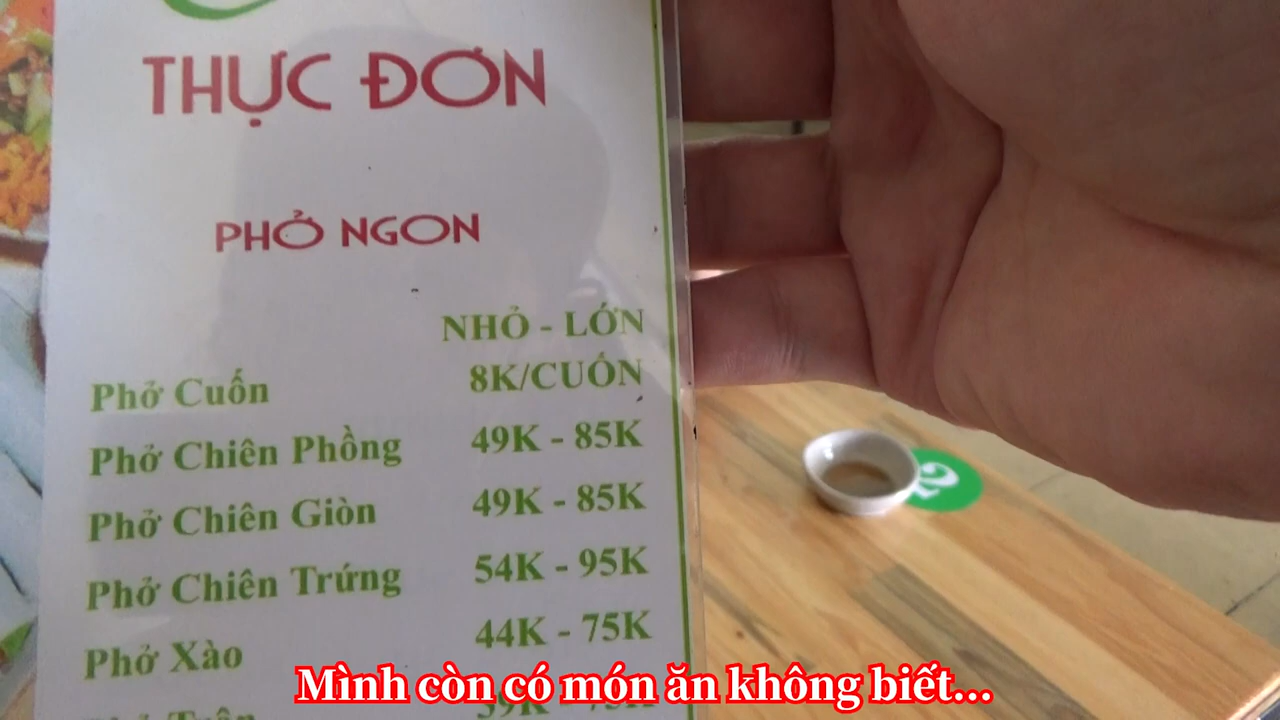 THỰC ĐƠN
PHỞ NGON
NHỎ - LỚN
Phở Cuốn 8K/CUỐN
Phở Chiên Phồng 49K - 85K
Phở Chiên Giòn 49K - 85K
Phở Chiên Trứng 54K - 95K
Phở Xào 44K - 75K
Mình còn có món ăn không biết...